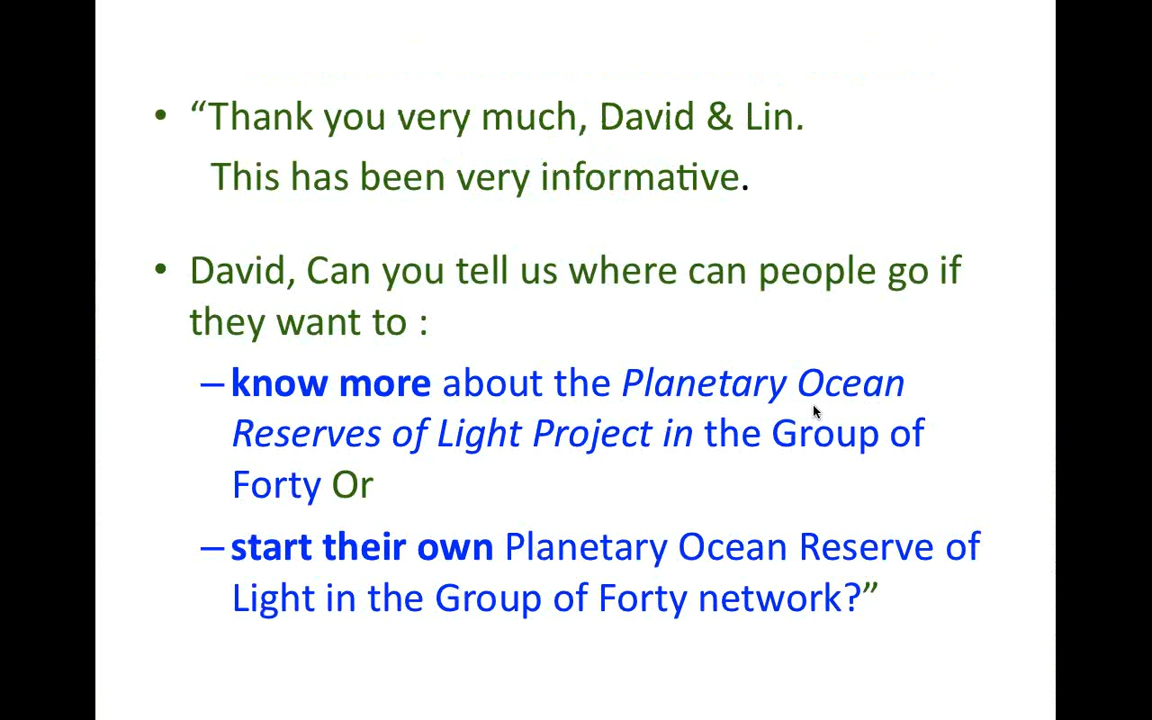 • “Thank you very much, David & Lin.
This has been very informative.
• David, Can you tell us where can people go if
they want to :
– know more about the Planetary Ocean
Reserves of Light Project in the Group of
Forty Or
– start their own Planetary Ocean Reserve of
Light in the Group of Forty network?”